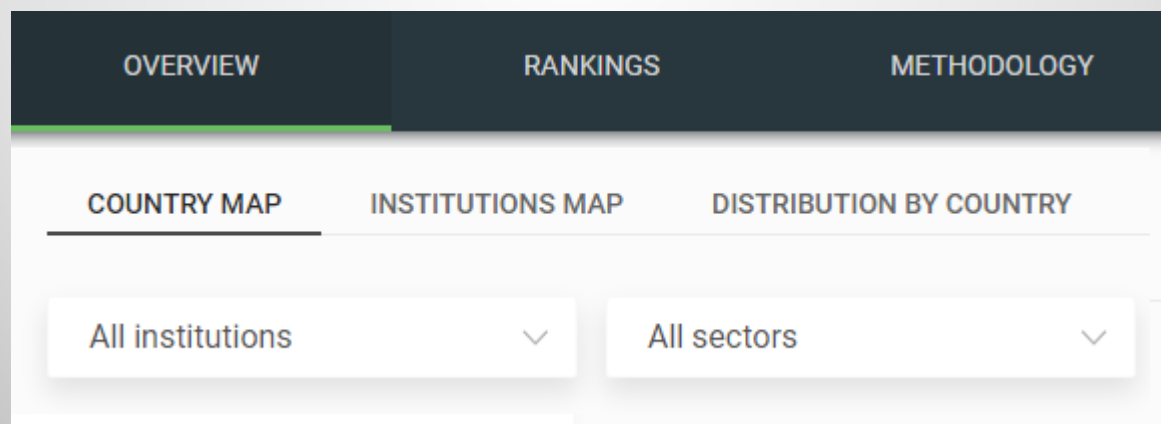 OVERVIEW RANKINGS METHODOLOGY
COUNTRY MAP INSTITUTIONS MAP DISTRIBUTION BY COUNTRY
All institutions All sectors